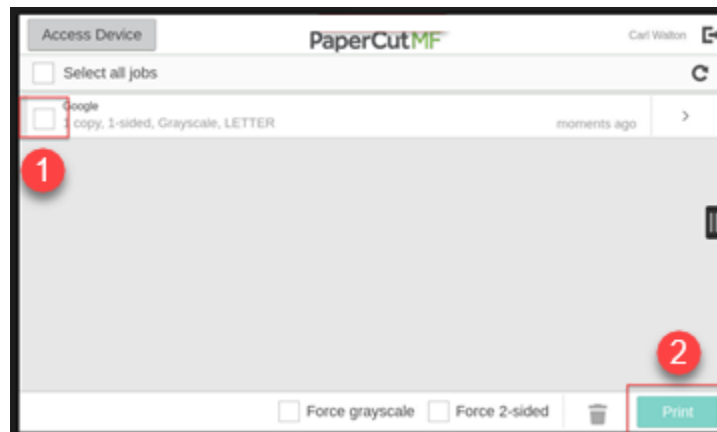 Access Device
PaperCutMF
Carl Walton
Select all jobs
Google
1 copy, 1-sided, Grayscale, LETTER
moments ago
1
2
Force grayscale
Force 2-sided
Print